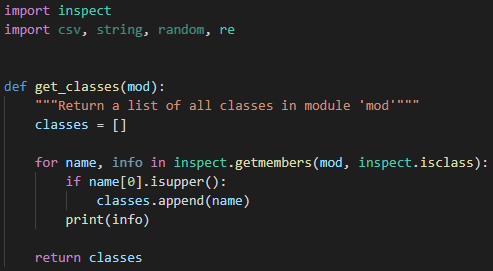 import inspect
import csv, string, random, re
def get_classes(mod):
    """Return a list of all classes in module 'mod'"""
    classes = []
    for name, info in inspect.getmembers(mod, inspect.isclass):
        if name[0].isupper():
            classes.append(name)
        print(info)
    return classes